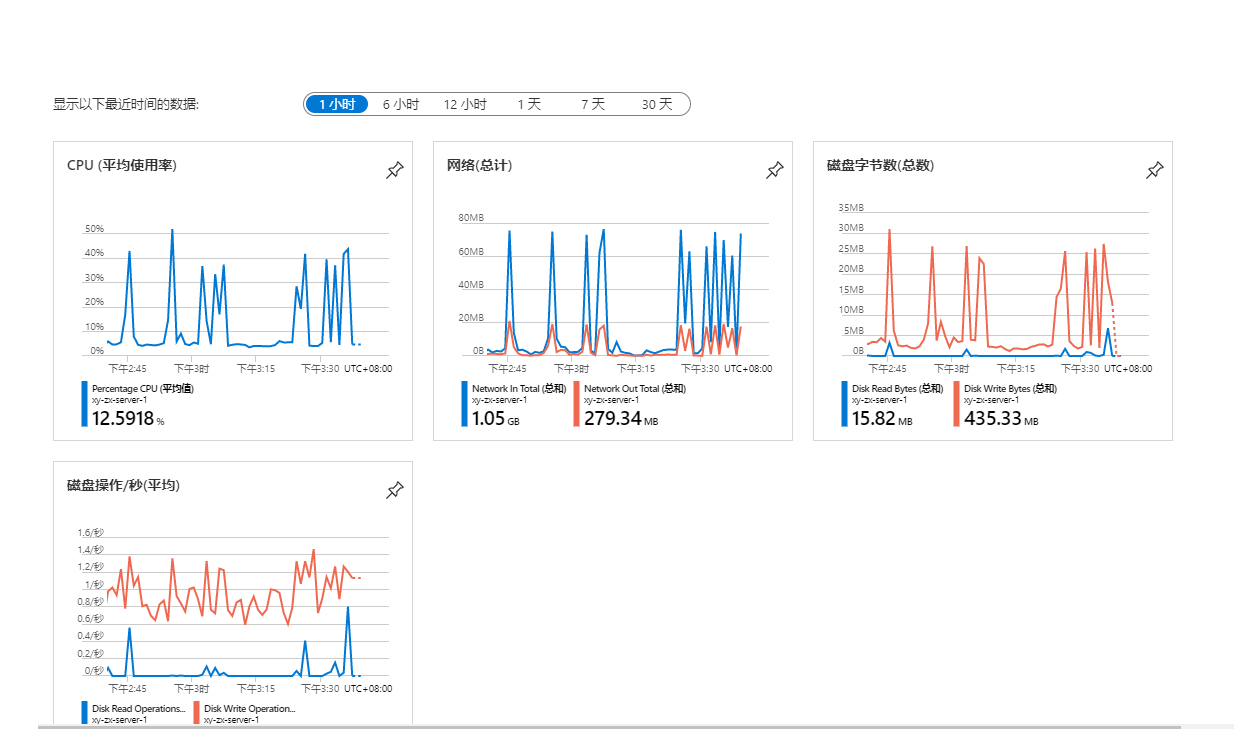 显示以下最近时间的数据: 1 小时 6 小时 12 小时 1 天 7 天 30 天
CPU (平均使用率)
50%
40%
30%
20%
10%
0%
下午2:45 下午3时 下午3:15 下午3:30 UTC+08:00
Percentage CPU (平均值)
xy-zx-server-1
12.5918 %
网络(总计)
80MB
60MB
40MB
20MB
0B
下午2:45 下午3时 下午3:15 下午3:30 UTC+08:00
Network In Total (总和) Network Out Total (总和)
xy-zx-server-1 xy-zx-server-1
1.05 GB 279.34 MB
磁盘字节数(总数)
35MB
30MB
25MB
20MB
15MB
10MB
5MB
0B
下午2:45 下午3时 下午3:15 下午3:30 UTC+08:00
Disk Read Bytes (总和) Disk Write Bytes (总和)
xy-zx-server-1 xy-zx-server-1
15.82 MB 435.33 MB
磁盘操作/秒(平均)
1.6/秒
1.4/秒
1.2/秒
1/秒
0.8/秒
0.6/秒
0.4/秒
0.2/秒
0/秒
下午2:45 下午3时 下午3:15 下午3:30 UTC+08:00
Disk Read Operations... Disk Write Operation...
xy-zx-server-1 xy-zx-server-1